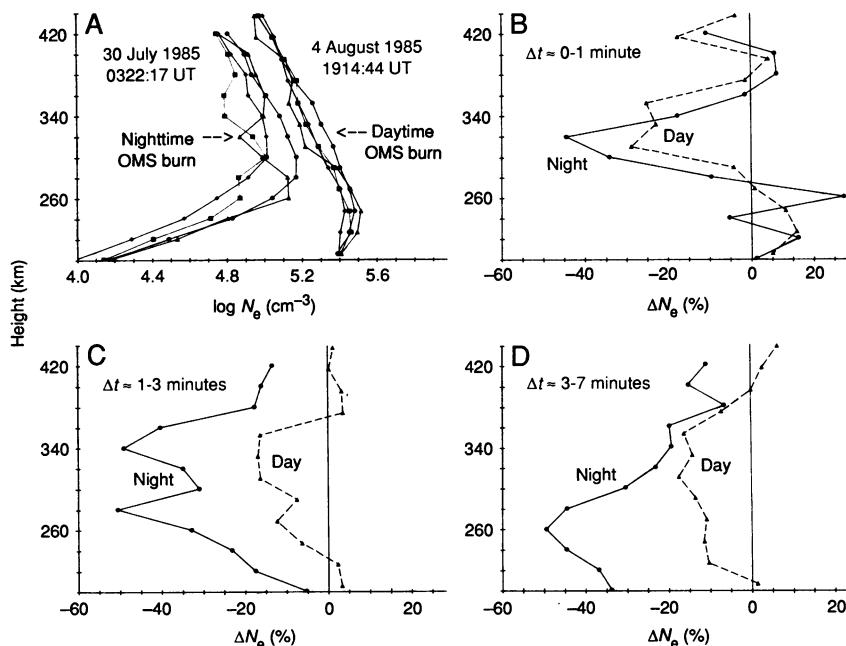 A
30 July 1985
0322:17 UT
4 August 1985
1914:44 UT
Nighttime
OMS burn
Daytime
OMS burn
420
340
260
4.0
4.4
4.8
5.2
5.6
log Nₑ (cm⁻³)
Height (km)
B
Δt ≈ 0-1 minute
Night
Day
420
340
260
−60
−40
−20
0
20
ΔNₑ (%)
C
Δt ≈ 1-3 minutes
Night
Day
420
340
260
−60
−40
−20
0
20
ΔNₑ (%)
D
Δt ≈ 3-7 minutes
Night
Day
420
340
260
−60
−40
−20
0
20
ΔNₑ (%)